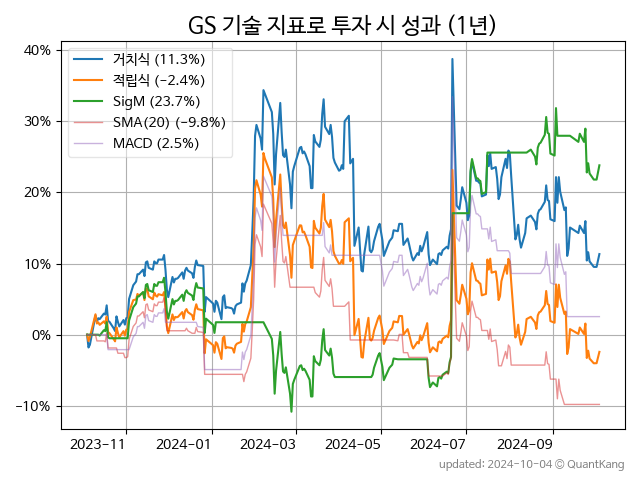 GS 기술 지표로 투자 시 성과 (1년)
거치식 (11.3%)
적립식 (−2.4%)
SigM (23.7%)
SMA(20) (−9.8%)
MACD (2.5%)
40%
30%
20%
10%
0%
−10%
2023-11 2024-01 2024-03 2024-05 2024-07 2024-09
updated: 2024-10-04 © QuantKang